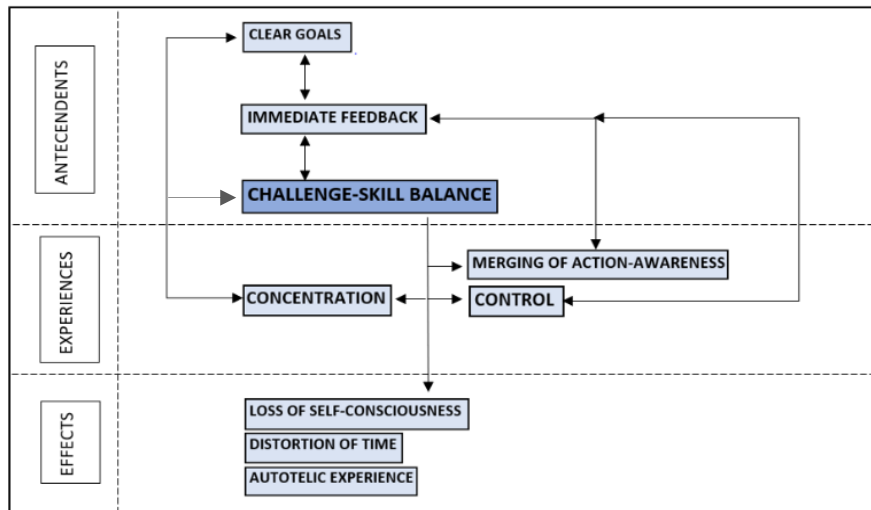 ANTECENDENTS
CLEAR GOALS
IMMEDIATE FEEDBACK
CHALLENGE-SKILL BALANCE
EXPERIENCES
MERGING OF ACTION-AWARENESS
CONCENTRATION
CONTROL
EFFECTS
LOSS OF SELF-CONSCIOUSNESS
DISTORTION OF TIME
AUTOTELIC EXPERIENCE